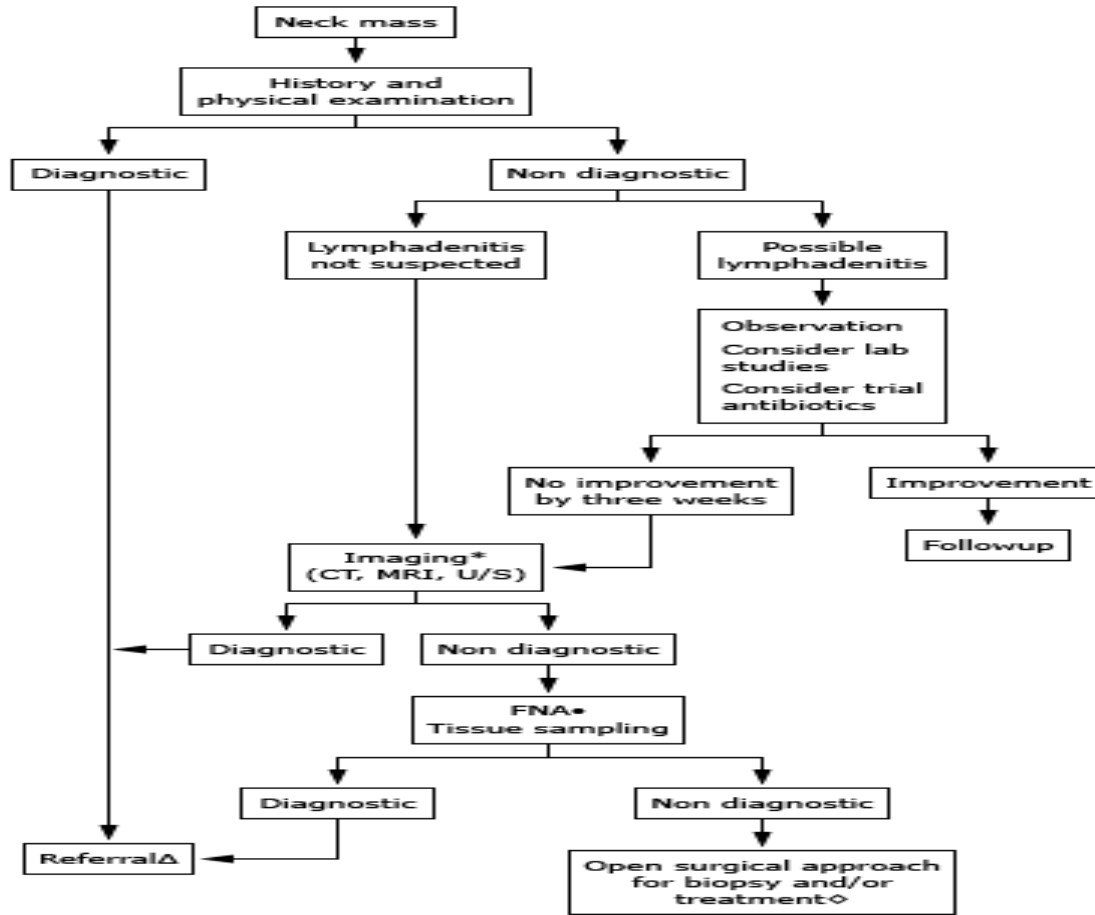 Neck mass
History and
physical examination
Diagnostic
Non diagnostic
Lymphadenitis
not suspected
Possible
lymphadenitis
Observation
Consider lab
studies
Consider trial
antibiotics
No improvement
by three weeks
Improvement
Followup
Imaging*
(CT, MRI, U/S)
Diagnostic
Non diagnostic
FNA•
Tissue sampling
Diagnostic
Non diagnostic
ReferralΔ
Open surgical approach
for biopsy and/or
treatment◇